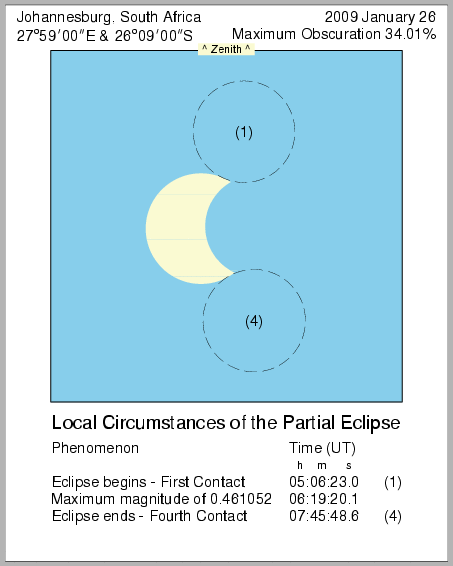 Johannesburg, South Africa 2009 January 26
27°59′00″E & 26°09′00″S Maximum Obscuration 34.01%
^ Zenith ^
(1)
(4)
Local Circumstances of the Partial Eclipse
Phenomenon Time (UT)
h m s
Eclipse begins - First Contact 05:06:23.0 (1)
Maximum magnitude of 0.461052 06:19:20.1
Eclipse ends - Fourth Contact 07:45:48.6 (4)